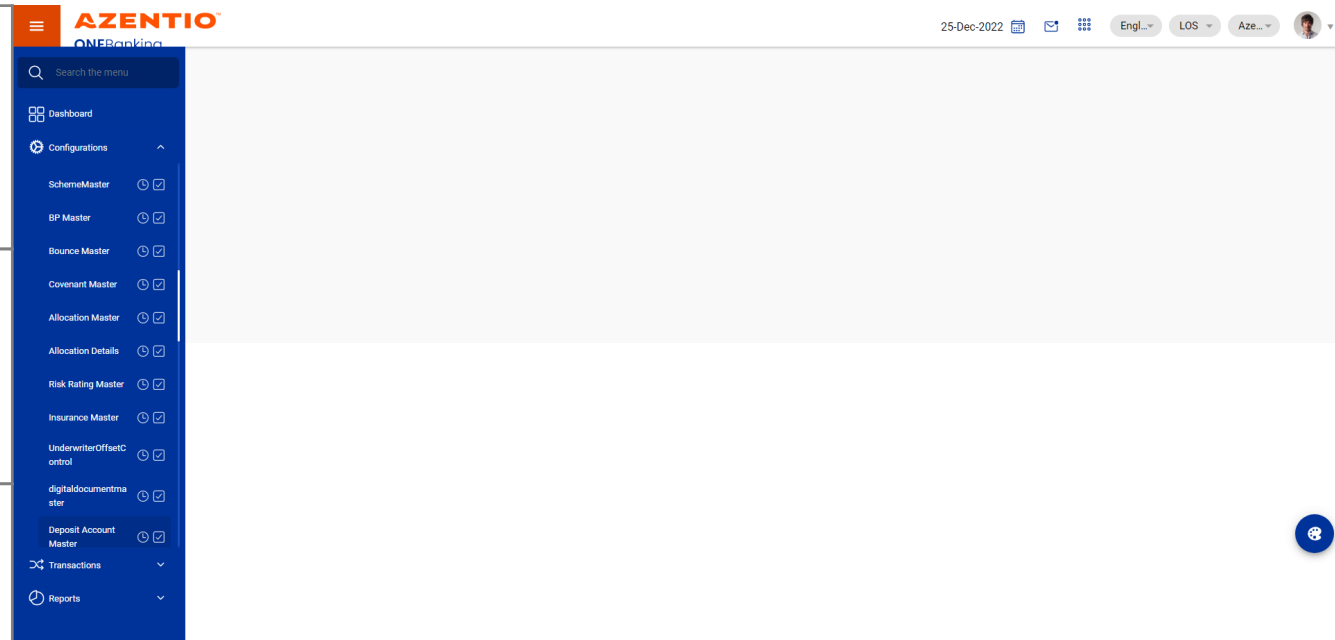 AZENTIO
ONEBanking
25-Dec-2022
Engl...
LOS
Aze...
Search the menu
Dashboard
Configurations
SchemeMaster
BP Master
Bounce Master
Covenant Master
Allocation Master
Allocation Details
Risk Rating Master
Insurance Master
UnderwriterOffsetC
ontrol
digitaldocumentma
ster
Deposit Account
Master
Transactions
Reports